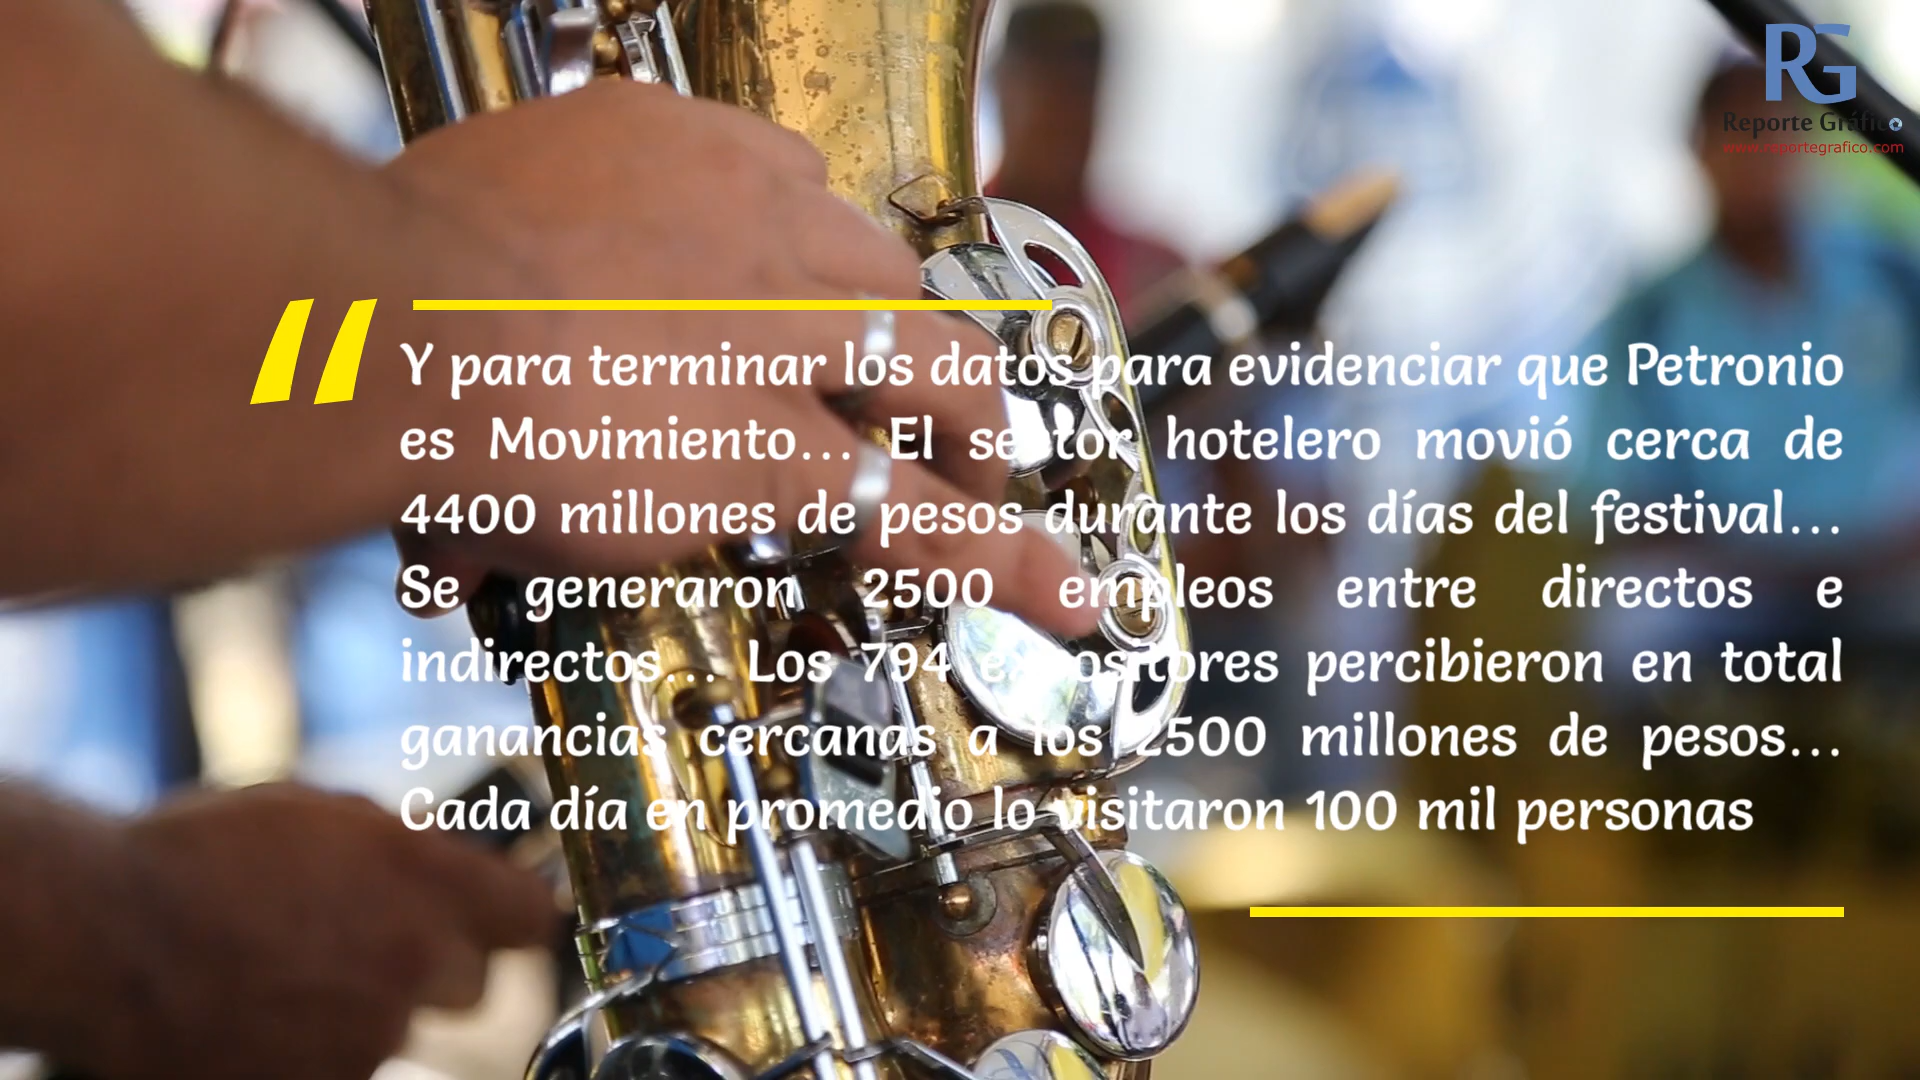 RG
Reporte Gráfico
www.reportegrafico.com
“
Y para terminar los datos para evidenciar que Petronio
es Movimiento... El sector hotelero movió cerca de
4400 millones de pesos durante los días del festival...
Se generaron 2500 empleos entre directos e
indirectos... Los 794 expositores percibieron en total
ganancias cercanas a los 2500 millones de pesos...
Cada día en promedio lo visitaron 100 mil personas